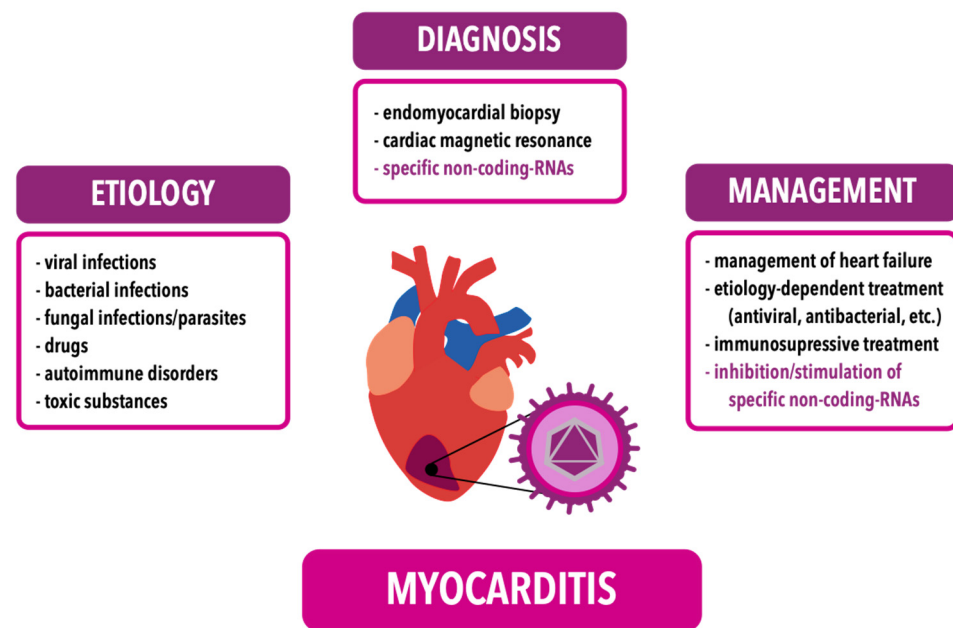 DIAGNOSIS
- endomyocardial biopsy
- cardiac magnetic resonance
- specific non-coding-RNAs
ETIOLOGY
- viral infections
- bacterial infections
- fungal infections/parasites
- drugs
- autoimmune disorders
- toxic substances
MANAGEMENT
- management of heart failure
- etiology-dependent treatment
(antiviral, antibacterial, etc.)
- immunosupressive treatment
- inhibition/stimulation of
specific non-coding-RNAs
MYOCARDITIS